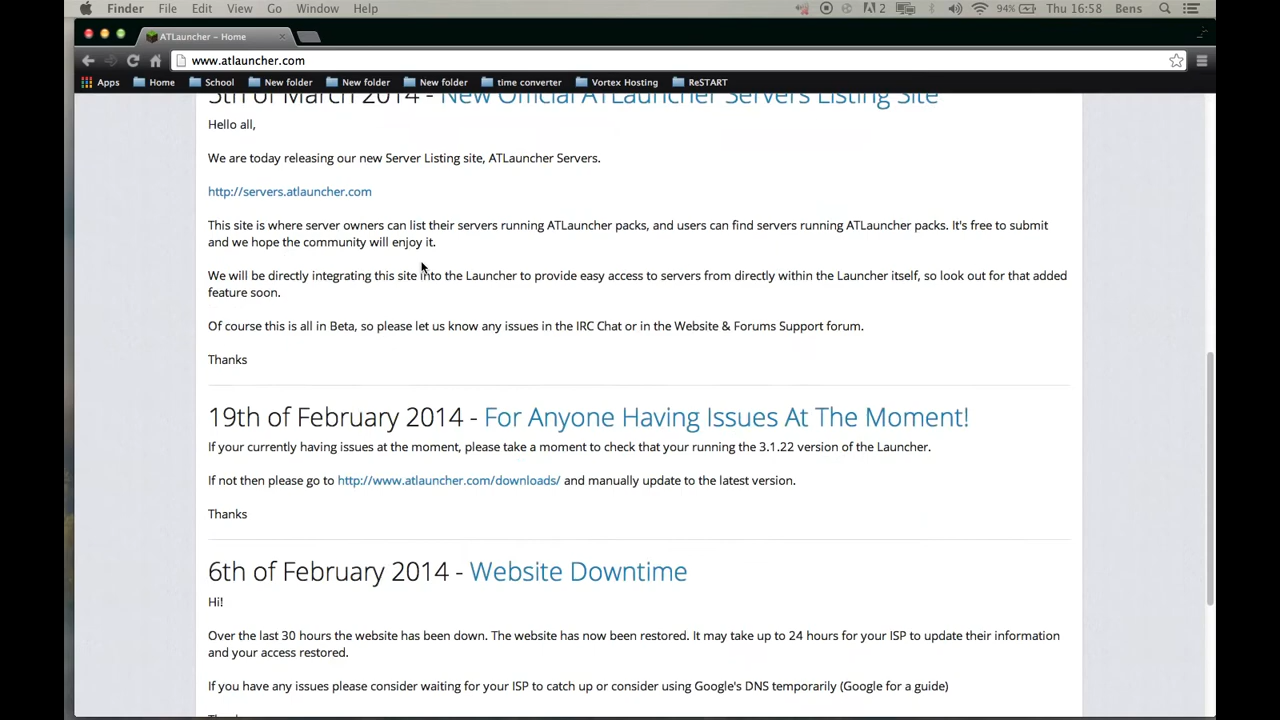 Finder File Edit View Go Window Help 2 94% Thu 16:58 Bens
ATLauncher – Home
www.atlauncher.com
Apps Home School New folder New folder New folder time converter Vortex Hosting ReSTART
5th of March 2014 - New Official ATLauncher Servers Listing Site
Hello all,
We are today releasing our new Server Listing site, ATLauncher Servers.
http://servers.atlauncher.com
This site is where server owners can list their servers running ATLauncher packs, and users can find servers running ATLauncher packs. It's free to submit
and we hope the community will enjoy it.
We will be directly integrating this site into the Launcher to provide easy access to servers from directly within the Launcher itself, so look out for that added
feature soon.
Of course this is all in Beta, so please let us know any issues in the IRC Chat or in the Website & Forums Support forum.
Thanks
19th of February 2014 - For Anyone Having Issues At The Moment!
If your currently having issues at the moment, please take a moment to check that your running the 3.1.22 version of the Launcher.
If not then please go to http://www.atlauncher.com/downloads/ and manually update to the latest version.
Thanks
6th of February 2014 - Website Downtime
Hi!
Over the last 30 hours the website has been down. The website has now been restored. It may take up to 24 hours for your ISP to update their information
and your access restored.
If you have any issues please consider waiting for your ISP to catch up or consider using Google's DNS temporarily (Google for a guide)